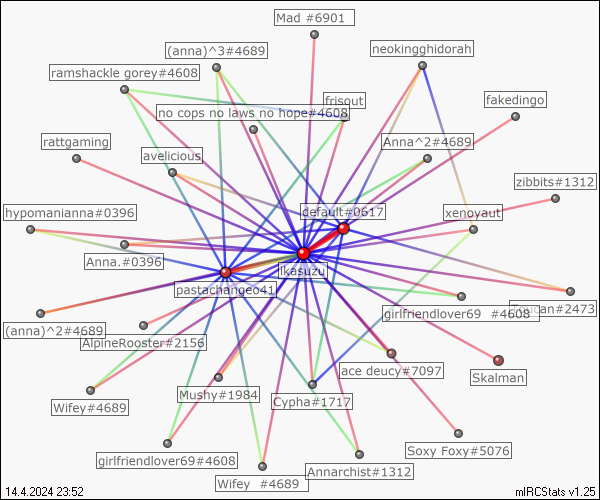 Mad #6901
(anna)^3#4689
neokingghidorah
ramshackle gorey#4608
frisout
fakedingo
no cops no laws no hope#4608
rattgaming
Anna^2#4689
avelicious
zibbits#1312
hypomanianna#0396
default#0617
xenoyaut
Anna.#0396
Ikasuzu
pastachangeo41
#2473
girlfriendlover69 #4608
(anna)^2#4689
AlpineRooster#2156
ace deucy#7097
Skalman
Mushy#1984
Cypha#1717
Wifey#4689
Soxy Foxy#5076
girlfriendlover69#4608
Annarchist#1312
Wifey #4689
14.4.2024 23:52
mIRCStats v1.25